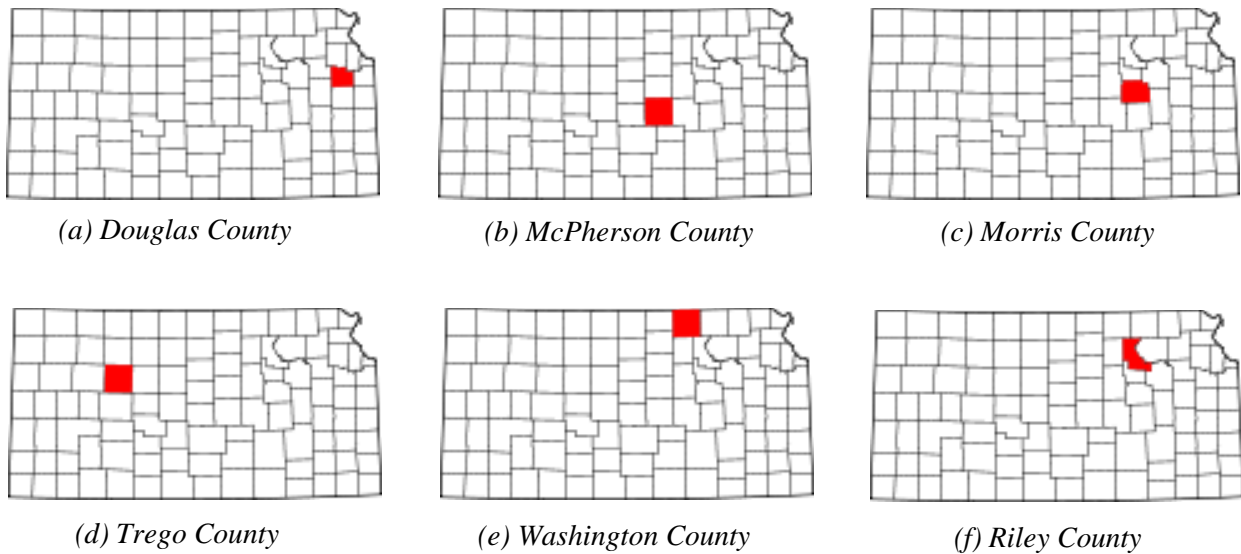 (a) Douglas County
(b) McPherson County
(c) Morris County
(d) Trego County
(e) Washington County
(f) Riley County